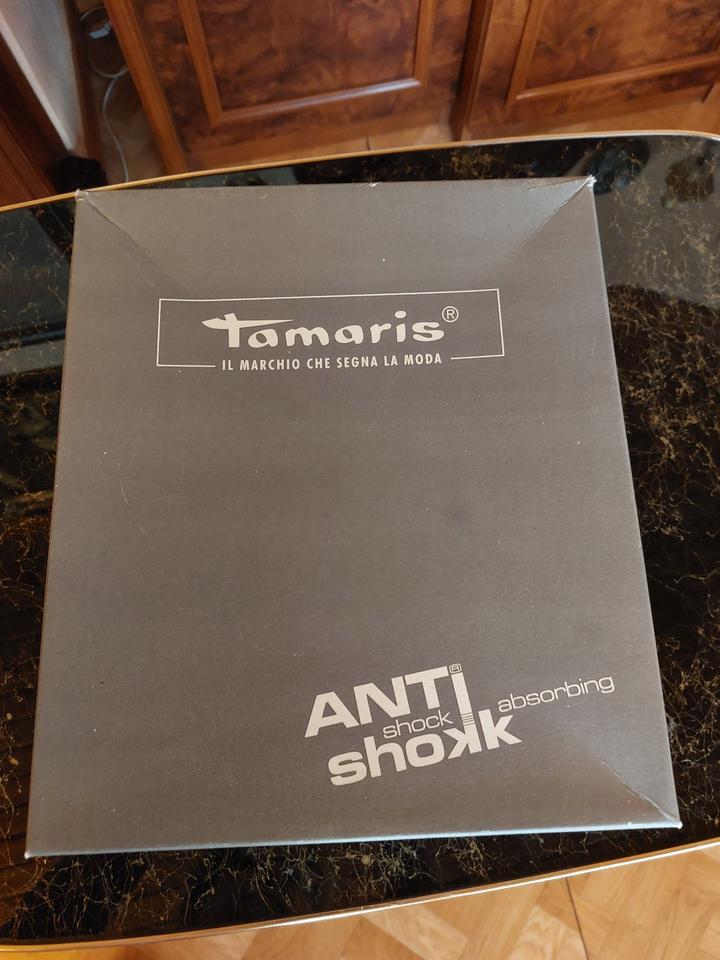 Tamaris®
IL MARCHIO CHE SEGNA LA MODA
ANTi®
shock absorbing
shokk